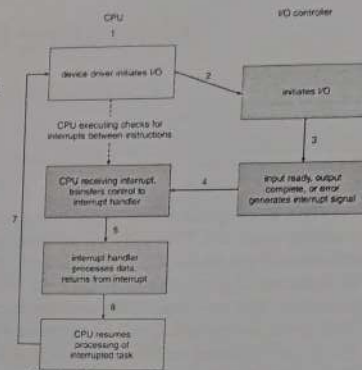 CPU
I/O controller
1
device driver initiates I/O
2
initiates I/O
CPU executing checks for
interrupts between instructions
3
CPU receiving interrupt,
transfers control to
interrupt handler
4
input ready, output
complete, or error
generates interrupt signal
7
5
interrupt handler
processes data,
returns from interrupt
6
CPU resumes
processing of
interrupted task